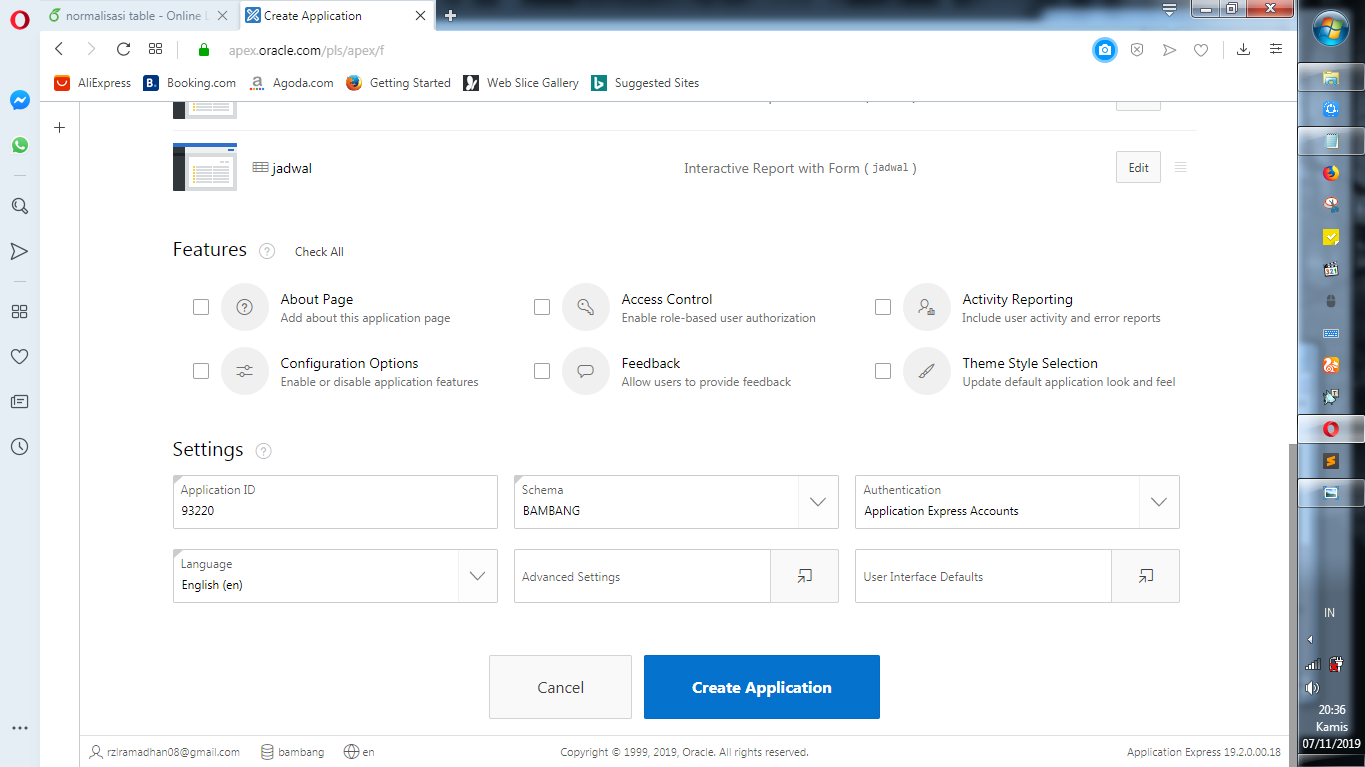 normalisasi table - Online L
Create Application
apex.oracle.com/pls/apex/f
AliExpress
Booking.com
Agoda.com
Getting Started
Web Slice Gallery
Suggested Sites
jadwal
Interactive Report with Form ( jadwal )
Edit
Features
Check All
About Page
Add about this application page
Access Control
Enable role-based user authorization
Activity Reporting
Include user activity and error reports
Configuration Options
Enable or disable application features
Feedback
Allow users to provide feedback
Theme Style Selection
Update default application look and feel
Settings
Application ID
93220
Schema
BAMBANG
Authentication
Application Express Accounts
Language
English (en)
Advanced Settings
User Interface Defaults
Cancel
Create Application
rziramadhan08@gmail.com
bambang
en
Copyright © 1999, 2019, Oracle. All rights reserved.
Application Express 19.2.0.00.18
IN
20:36
Kamis
07/11/2019